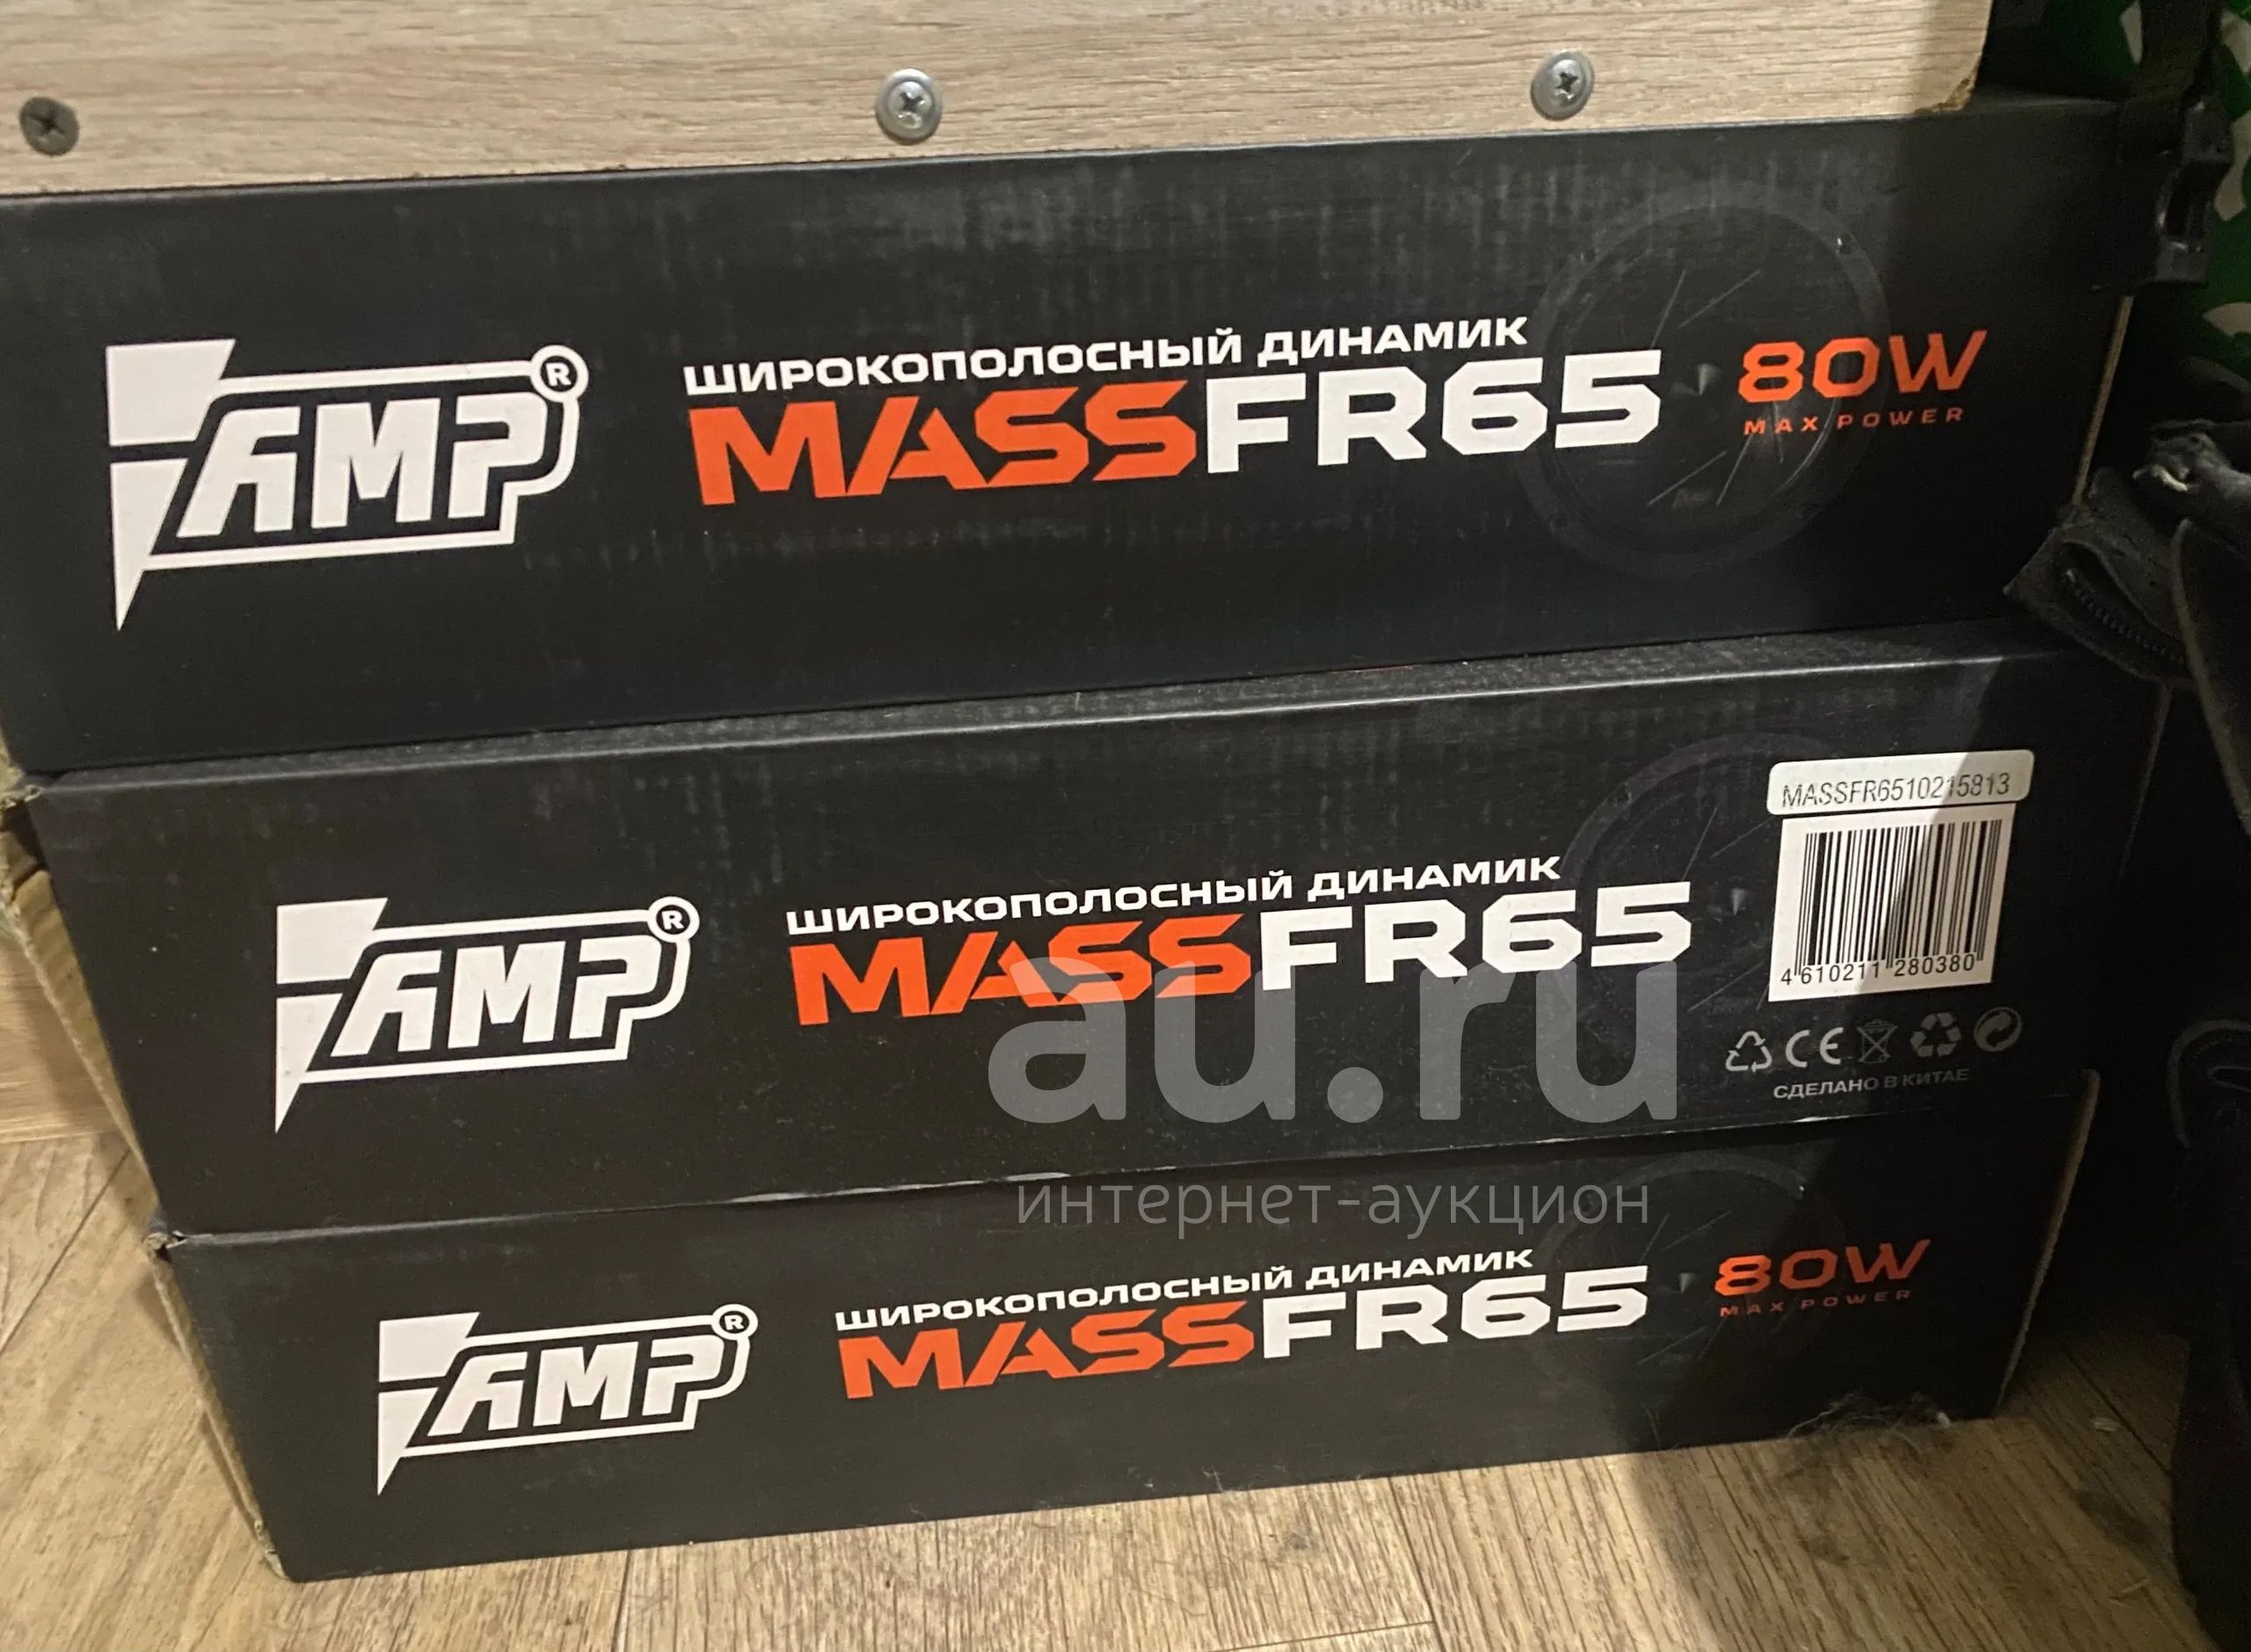 AMP®
ШИРОКОПОЛОСНЫЙ ДИНАМИК
MASSFR65
80W
MAX POWER
AMP®
ШИРОКОПОЛОСНЫЙ ДИНАМИК
MASSFR65
MASSFR6510215813
4 610211 280380
CE
СДЕЛАНО В КИТАЕ
au.ru
интернет-аукцион
AMP®
ШИРОКОПОЛОСНЫЙ ДИНАМИК
MASSFR65
80W
MAX POWER